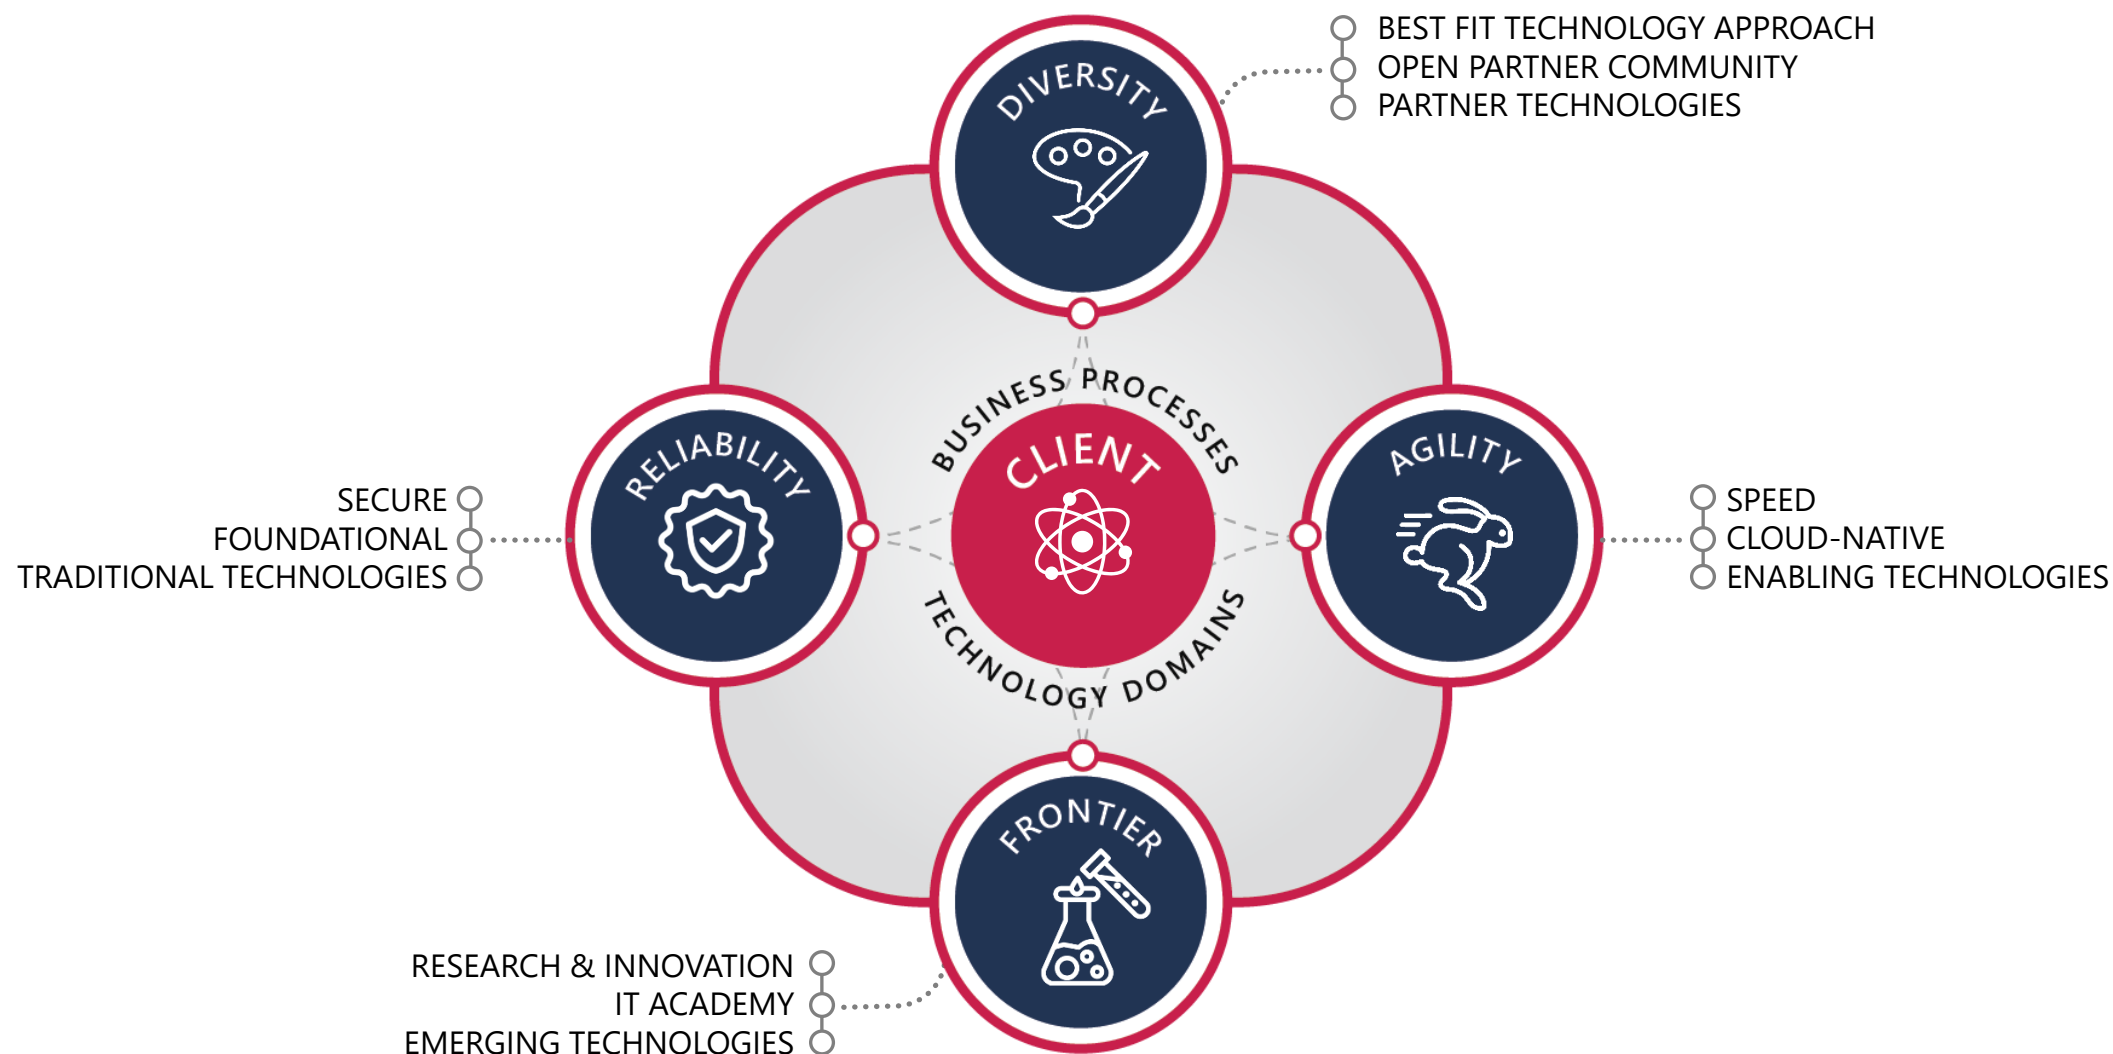 BEST FIT TECHNOLOGY APPROACH
OPEN PARTNER COMMUNITY
PARTNER TECHNOLOGIES
DIVERSITY
BUSINESS PROCESSES
CLIENT
TECHNOLOGY DOMAINS
RELIABILITY
SECURE
FOUNDATIONAL
TRADITIONAL TECHNOLOGIES
AGILITY
SPEED
CLOUD-NATIVE
ENABLING TECHNOLOGIES
FRONTIER
RESEARCH & INNOVATION
IT ACADEMY
EMERGING TECHNOLOGIES